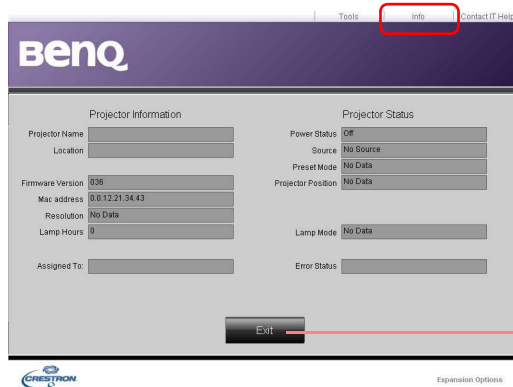 Tools Info Contact IT Help
BenQ
Projector Information
Projector Name
Location
Firmware Version 036
Mac address 0.0.12.21.34.43
Resolution No Data
Lamp Hours 0
Assigned To:
Projector Status
Power Status Off
Source No Source
Preset Mode No Data
Projector Position No Data
Lamp Mode No Data
Error Status
Exit
CRESTRON
Expansion Options